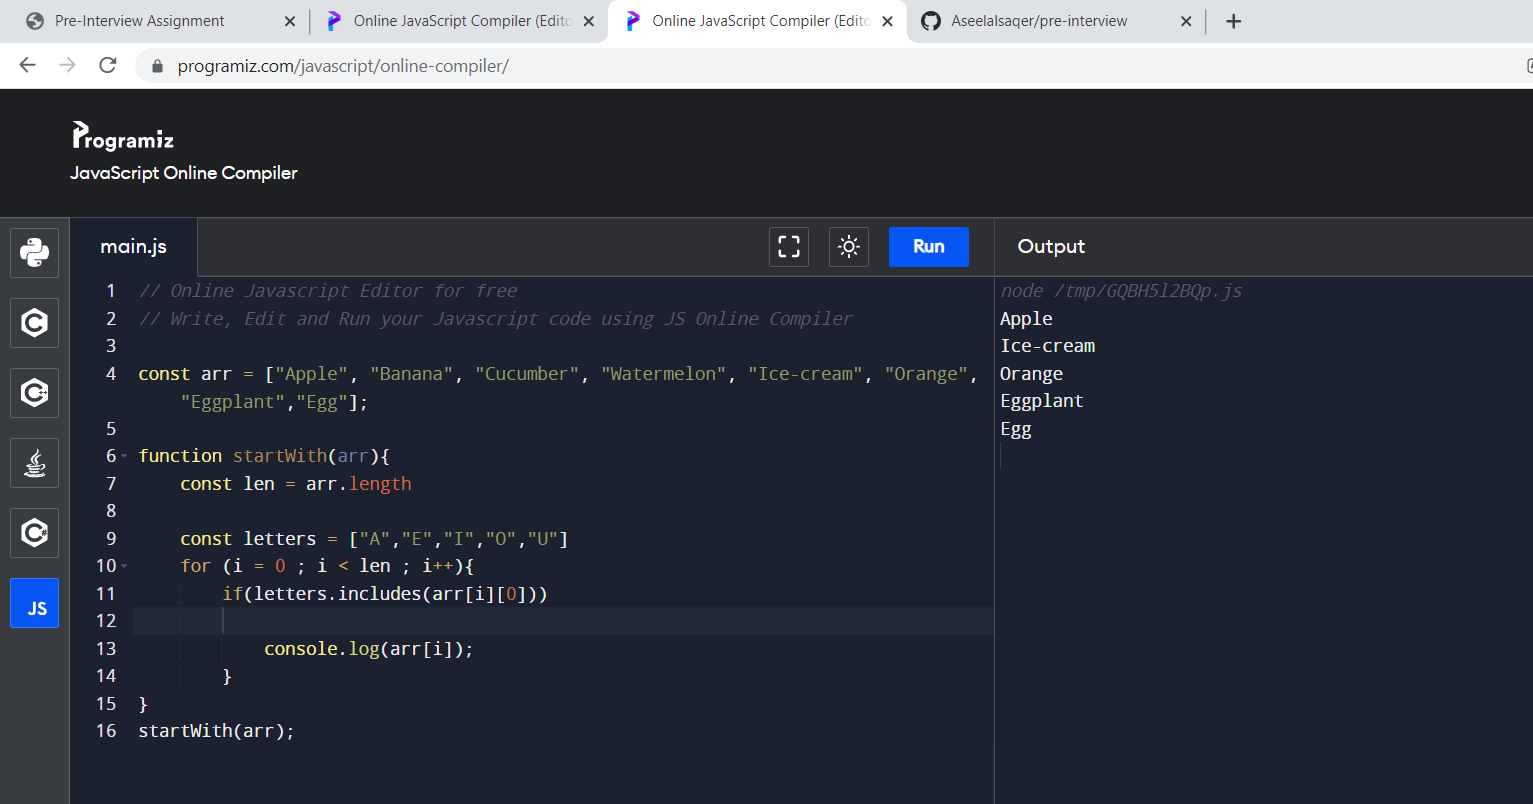 Pre-Interview Assignment
Online JavaScript Compiler (Edito
Online JavaScript Compiler (Edito
Aseelalsaqer/pre-interview
programiz.com/javascript/online-compiler/
Programiz
JavaScript Online Compiler
main.js
Run
Output
1 // Online Javascript Editor for free
2 // Write, Edit and Run your Javascript code using JS Online Compiler
3
4 const arr = ["Apple", "Banana", "Cucumber", "Watermelon", "Ice-cream", "Orange",
"Eggplant","Egg"];
5
6 function startWith(arr){
7 const len = arr.length
8
9 const letters = ["A","E","I","O","U"]
10 for (i = 0 ; i < len ; i++){
11 if(letters.includes(arr[i][0]))
12
13 console.log(arr[i]);
14 }
15 }
16 startWith(arr);
node /tmp/GQBH5l2BQp.js
Apple
Ice-cream
Orange
Eggplant
Egg
C
C++
C#
JS